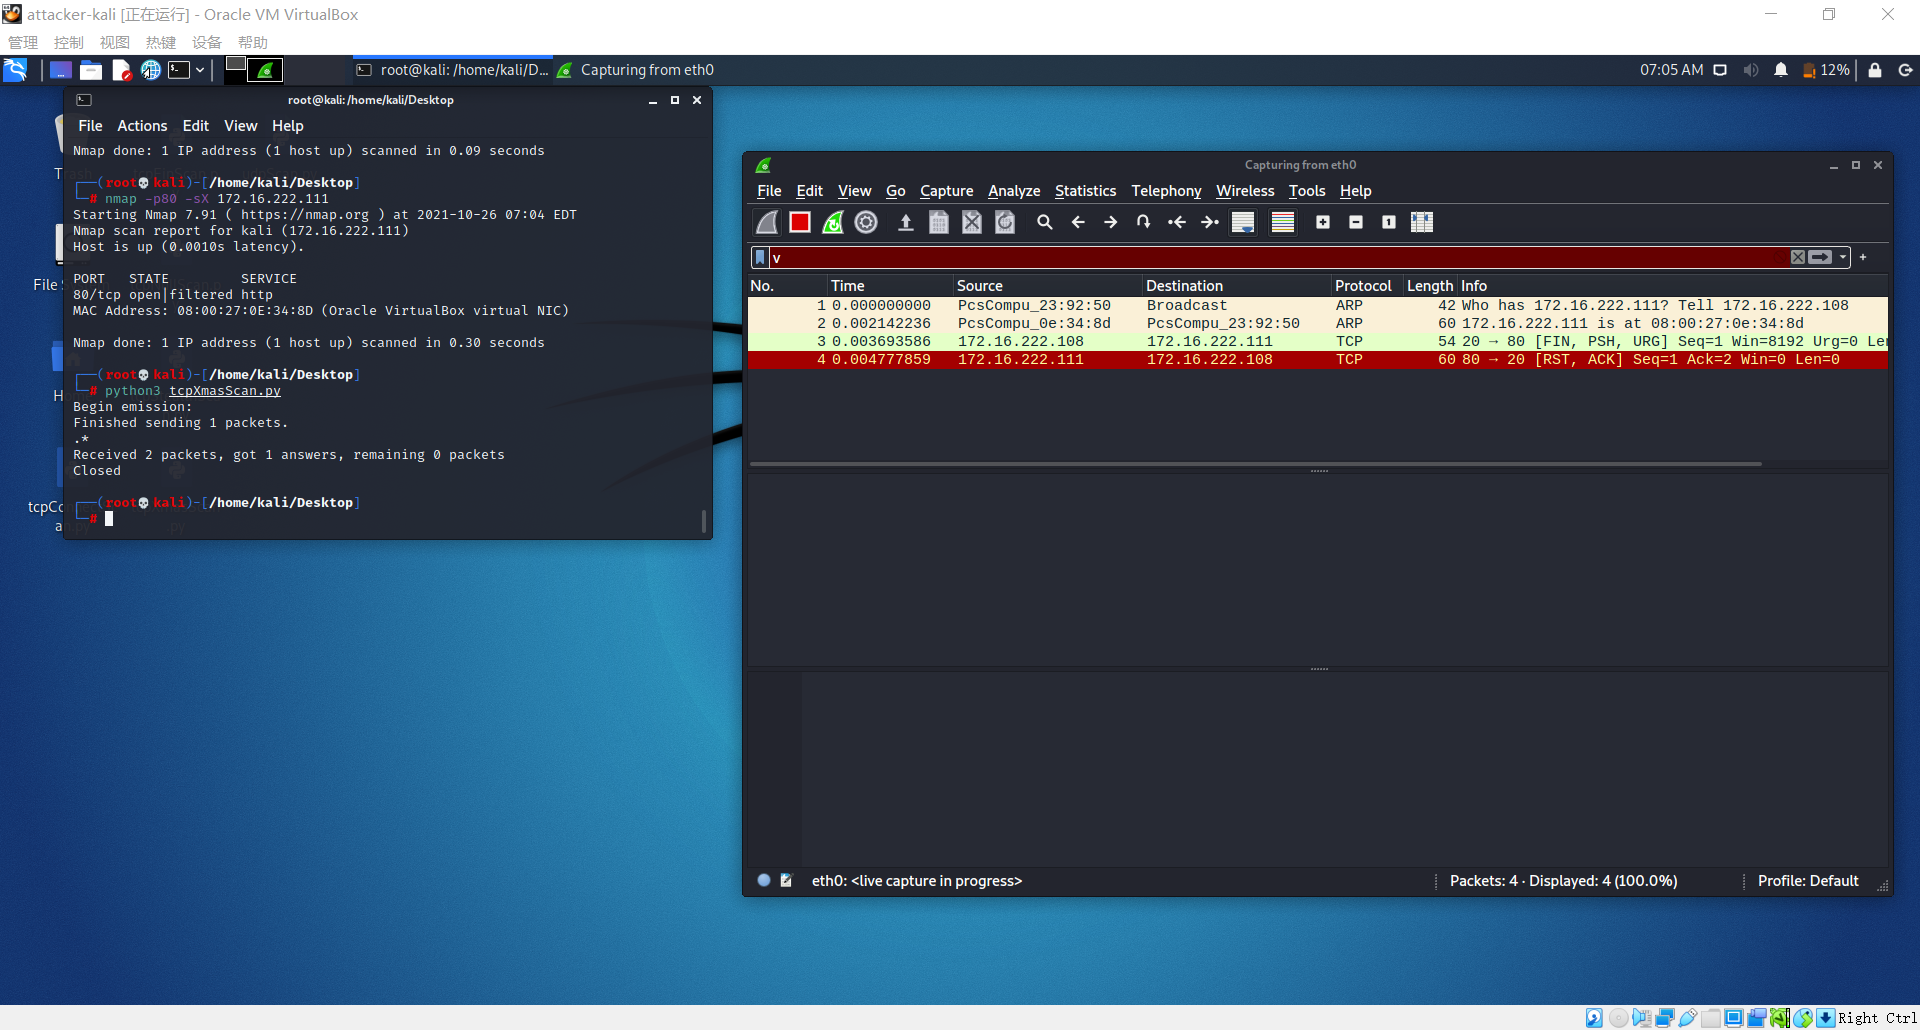 attacker-kali [正在运行] - Oracle VM VirtualBox
管理 控制 视图 热键 设备 帮助
root@kali: /home/kali/D... Capturing from eth0 07:05 AM 12%
root@kali: /home/kali/Desktop
File Actions Edit View Help
Nmap done: 1 IP address (1 host up) scanned in 0.09 seconds
(root💀kali)-[/home/kali/Desktop]
# nmap -p80 -sX 172.16.222.111
Starting Nmap 7.91 ( https://nmap.org ) at 2021-10-26 07:04 EDT
Nmap scan report for kali (172.16.222.111)
Host is up (0.0010s latency).
PORT STATE SERVICE
80/tcp open|filtered http
MAC Address: 08:00:27:0E:34:8D (Oracle VirtualBox virtual NIC)
Nmap done: 1 IP address (1 host up) scanned in 0.30 seconds
(root💀kali)-[/home/kali/Desktop]
# python3 tcpXmasScan.py
Begin emission:
Finished sending 1 packets.
.*
Received 2 packets, got 1 answers, remaining 0 packets
Closed
(root💀kali)-[/home/kali/Desktop]
#
File S
tcpCo
Capturing from eth0
File Edit View Go Capture Analyze Statistics Telephony Wireless Tools Help
v
No. Time Source Destination Protocol Length Info
1 0.000000000 PcsCompu_23:92:50 Broadcast ARP 42 Who has 172.16.222.111? Tell 172.16.222.108
2 0.002142236 PcsCompu_0e:34:8d PcsCompu_23:92:50 ARP 60 172.16.222.111 is at 08:00:27:0e:34:8d
3 0.003693586 172.16.222.108 172.16.222.111 TCP 54 20 → 80 [FIN, PSH, URG] Seq=1 Win=8192 Urg=0 Le
4 0.004777859 172.16.222.111 172.16.222.108 TCP 60 80 → 20 [RST, ACK] Seq=1 Ack=2 Win=0 Len=0
eth0: <live capture in progress> Packets: 4 · Displayed: 4 (100.0%) Profile: Default
Right Ctrl